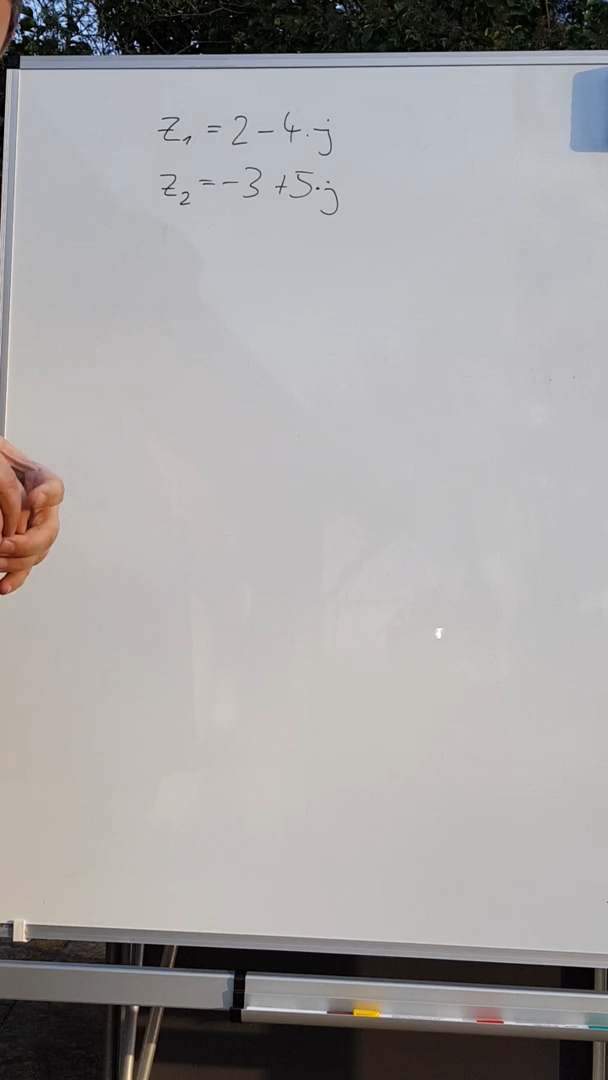 z₁ = 2 - 4·j
z₂ = -3 + 5·j